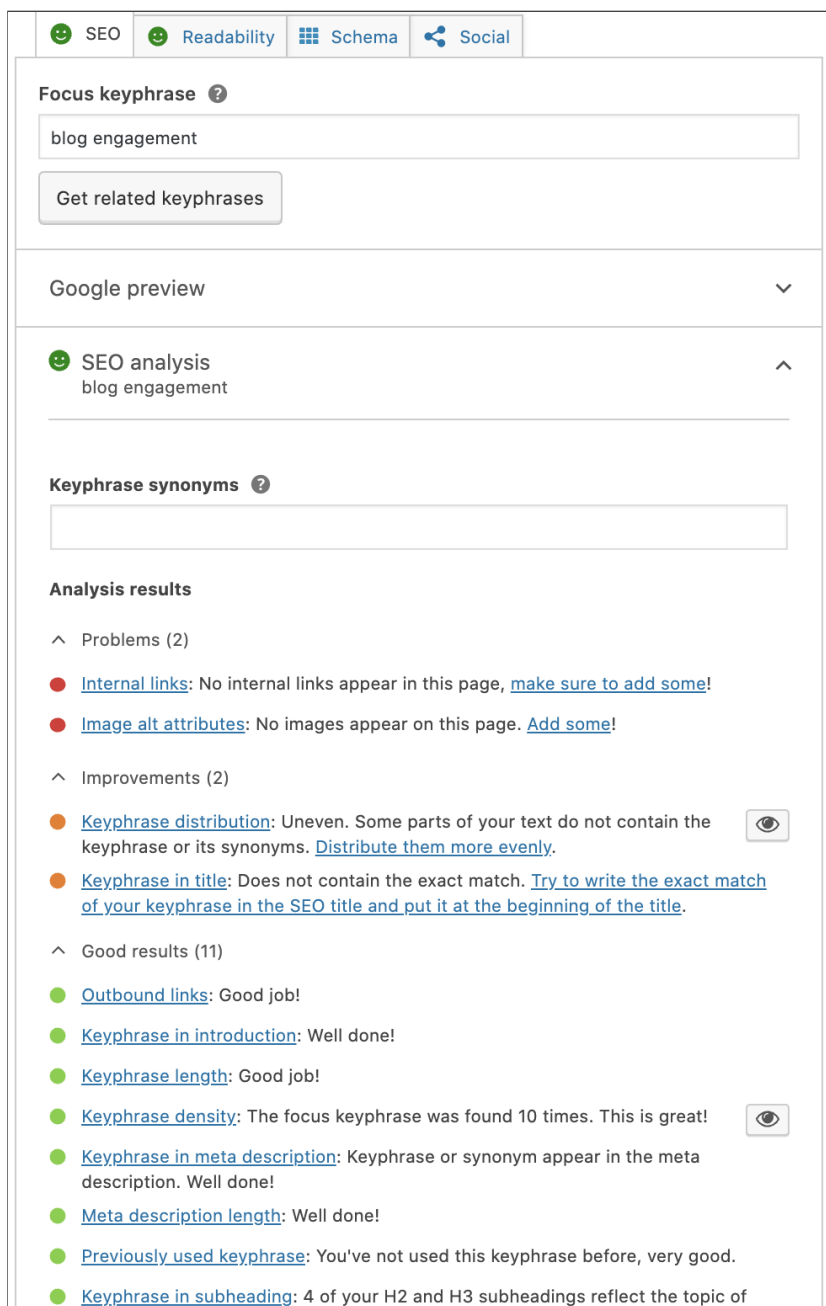 SEO
Readability
Schema
Social
Focus keyphrase ?
blog engagement
Get related keyphrases
Google preview
SEO analysis
blog engagement
Keyphrase synonyms ?
Analysis results
Problems (2)
Internal links: No internal links appear in this page, make sure to add some!
Image alt attributes: No images appear on this page. Add some!
Improvements (2)
Keyphrase distribution: Uneven. Some parts of your text do not contain the
keyphrase or its synonyms. Distribute them more evenly.
Keyphrase in title: Does not contain the exact match. Try to write the exact match
of your keyphrase in the SEO title and put it at the beginning of the title.
Good results (11)
Outbound links: Good job!
Keyphrase in introduction: Well done!
Keyphrase length: Good job!
Keyphrase density: The focus keyphrase was found 10 times. This is great!
Keyphrase in meta description: Keyphrase or synonym appear in the meta
description. Well done!
Meta description length: Well done!
Previously used keyphrase: You've not used this keyphrase before, very good.
Keyphrase in subheading: 4 of your H2 and H3 subheadings reflect the topic of